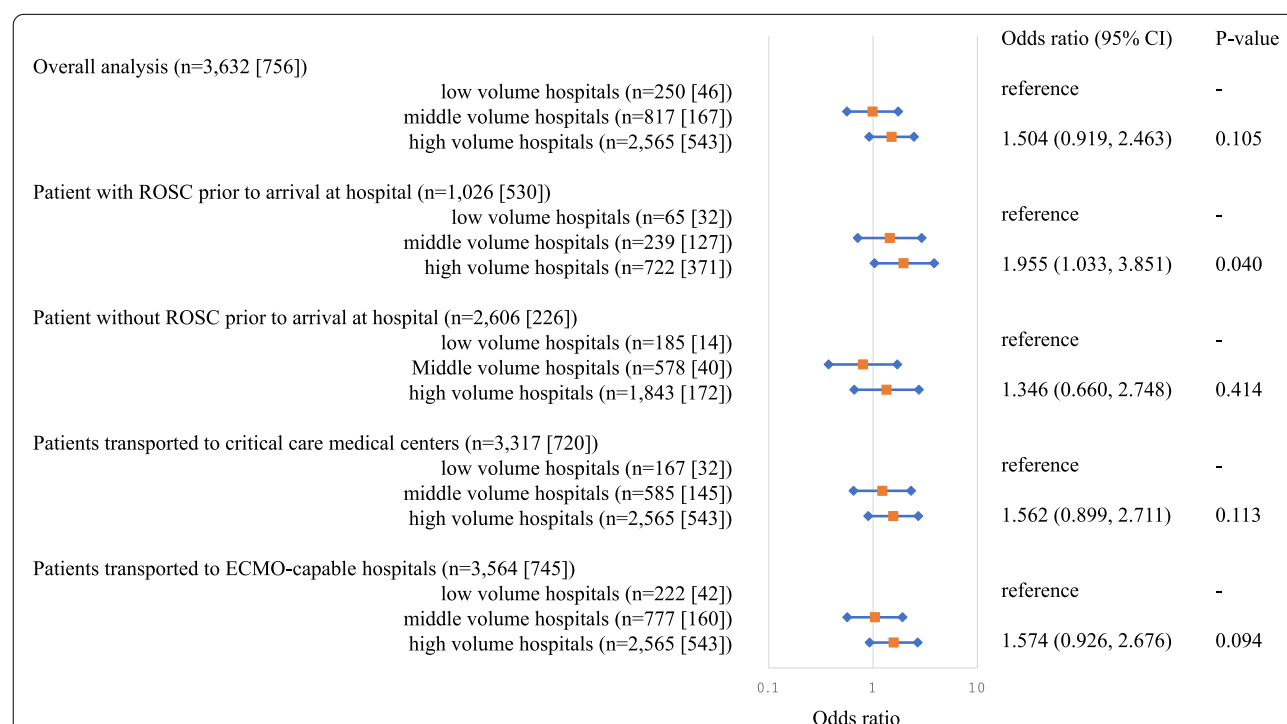 Odds ratio (95% CI) P-value
Overall analysis (n=3,632 [756])
low volume hospitals (n=250 [46]) reference -
middle volume hospitals (n=817 [167])
high volume hospitals (n=2,565 [543]) 1.504 (0.919, 2.463) 0.105
Patient with ROSC prior to arrival at hospital (n=1,026 [530])
low volume hospitals (n=65 [32]) reference -
middle volume hospitals (n=239 [127])
high volume hospitals (n=722 [371]) 1.955 (1.033, 3.851) 0.040
Patient without ROSC prior to arrival at hospital (n=2,606 [226])
low volume hospitals (n=185 [14]) reference -
Middle volume hospitals (n=578 [40])
high volume hospitals (n=1,843 [172]) 1.346 (0.660, 2.748) 0.414
Patients transported to critical care medical centers (n=3,317 [720])
low volume hospitals (n=167 [32]) reference -
middle volume hospitals (n=585 [145])
high volume hospitals (n=2,565 [543]) 1.562 (0.899, 2.711) 0.113
Patients transported to ECMO-capable hospitals (n=3,564 [745])
low volume hospitals (n=222 [42]) reference -
middle volume hospitals (n=777 [160])
high volume hospitals (n=2,565 [543]) 1.574 (0.926, 2.676) 0.094
0.1 1 10
Odds ratio